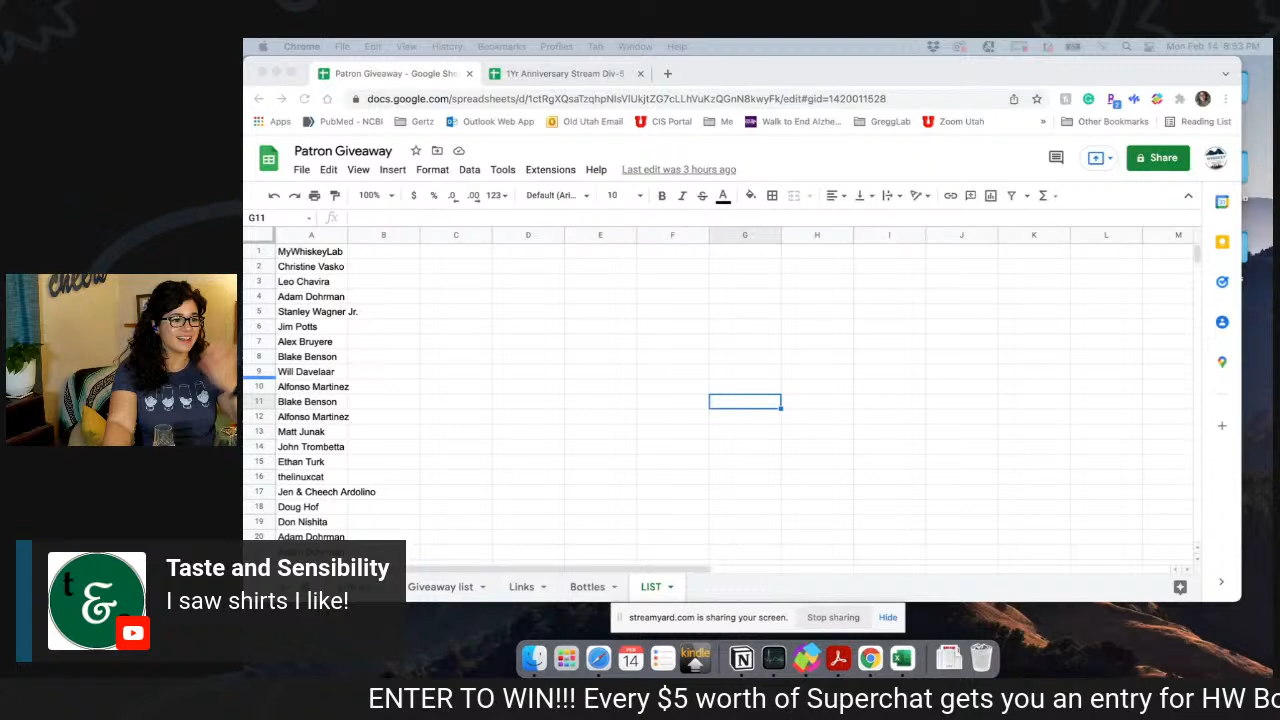 cheers
Chrome File Edit View History Bookmarks Profiles Tab Window Help Mon Feb 14 6:53 PM
Patron Giveaway - Google She × 1Yr Anniversary Stream Div-5 ×
docs.google.com/spreadsheets/d/1ctRgXQsaTzqhpNIsVlUkjtZG7cLLhVuKzQGnN8kwyFk/edit#gid=1420011528
Apps PubMed - NCBI Gertz Outlook Web App Old Utah Email CIS Portal Me Walk to End Alzhe... GreggLab Zoom Utah » Other Bookmarks Reading List
Patron Giveaway
Share
File Edit View Insert Format Data Tools Extensions Help Last edit was 3 hours ago
100% $ % .0 .00 123 Default (Ari... 10 B I S A
G11 fx
A B C D E F G H I J K L M
1 MyWhiskeyLab
2 Christine Vasko
3 Leo Chavira
4 Adam Dohrman
5 Stanley Wagner Jr.
6 Jim Potts
7 Alex Bruyere
8 Blake Benson
9 Will Davelaar
10 Alfonso Martinez
11 Blake Benson
12 Alfonso Martinez
13 Matt Junak
14 John Trombetta
15 Ethan Turk
16 thelinuxcat
17 Jen & Cheech Ardolino
18 Doug Hof
19 Don Nishita
20 Adam Dohrman
Giveaway list Links Bottles LIST
t&
Taste and Sensibility
I saw shirts I like!
streamyard.com is sharing your screen. Stop sharing Hide
FEB
14
kindle
ENTER TO WIN!!! Every $5 worth of Superchat gets you an entry for HW Bo